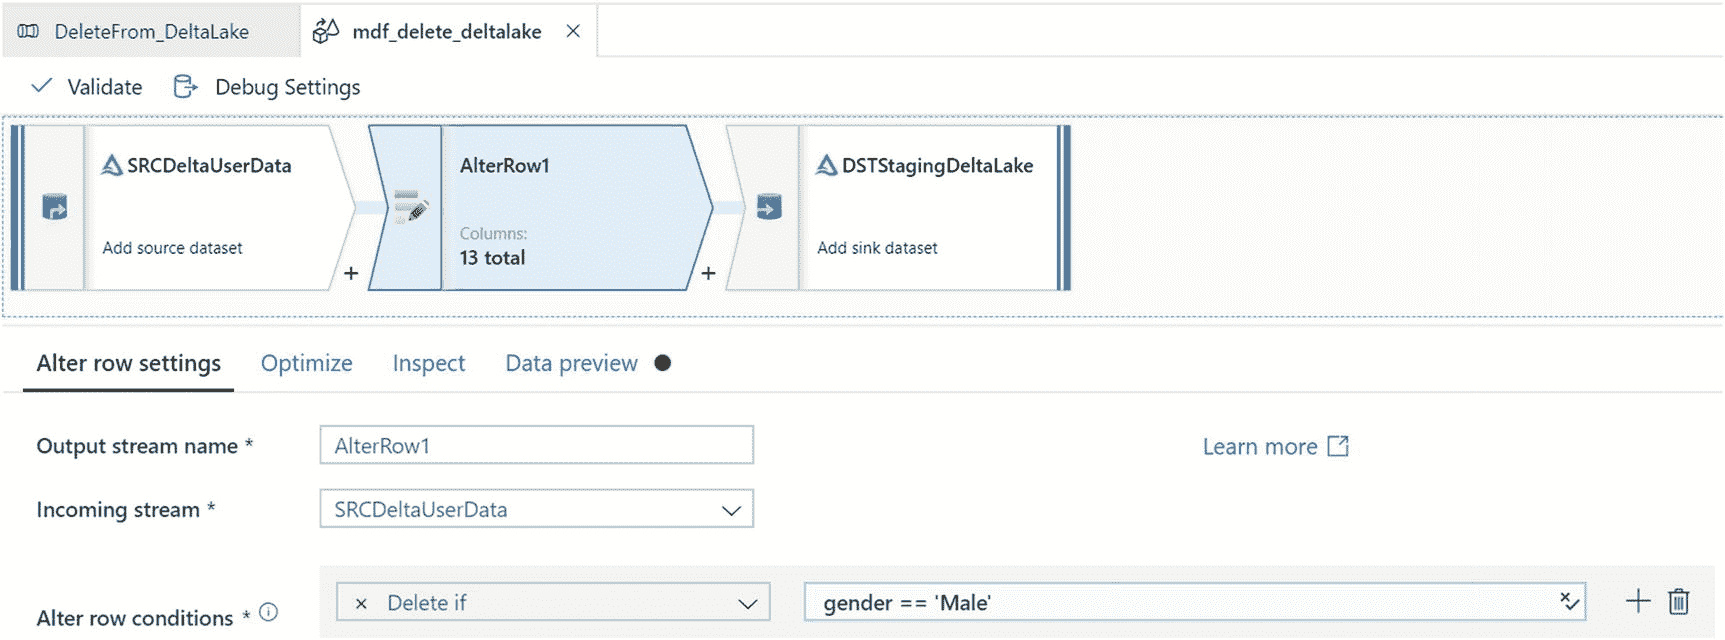 DeleteFrom_DeltaLake mdf_delete_deltalake
Validate Debug Settings
SRCDeltaUserData AlterRow1 DSTStagingDeltaLake
Columns:
Add source dataset 13 total Add sink dataset
Alter row settings Optimize Inspect Data preview
Output stream name * AlterRow1 Learn more
Incoming stream * SRCDeltaUserData
Alter row conditions * Delete if gender == 'Male'